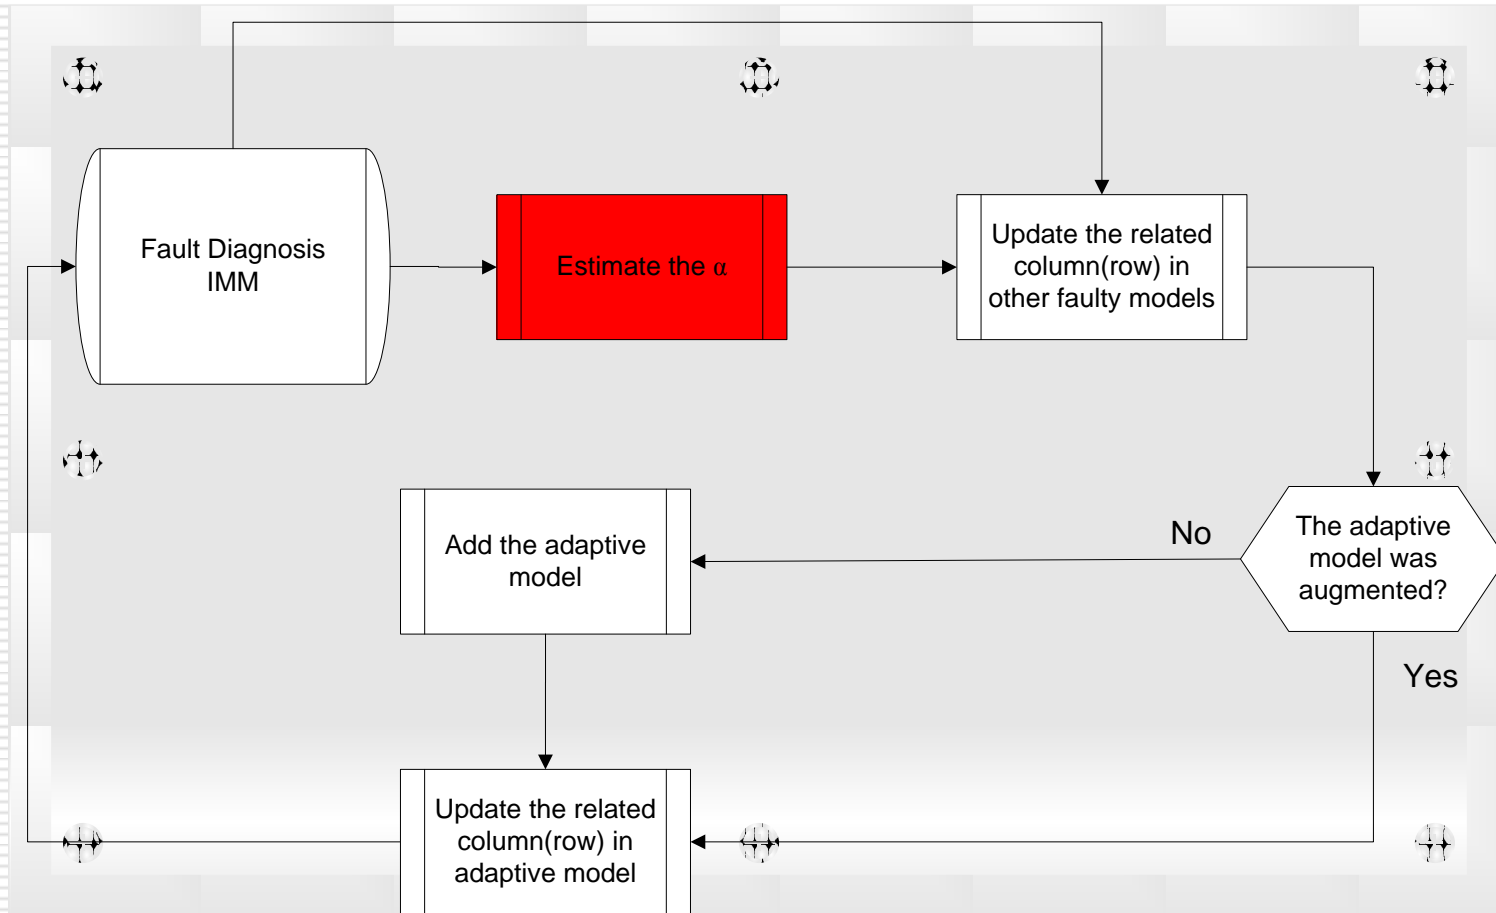 Fault Diagnosis
IMM
Estimate the α
Update the related
column(row) in
other faulty models
Add the adaptive
model
No
The adaptive
model was
augmented?
Yes
Update the related
column(row) in
adaptive model